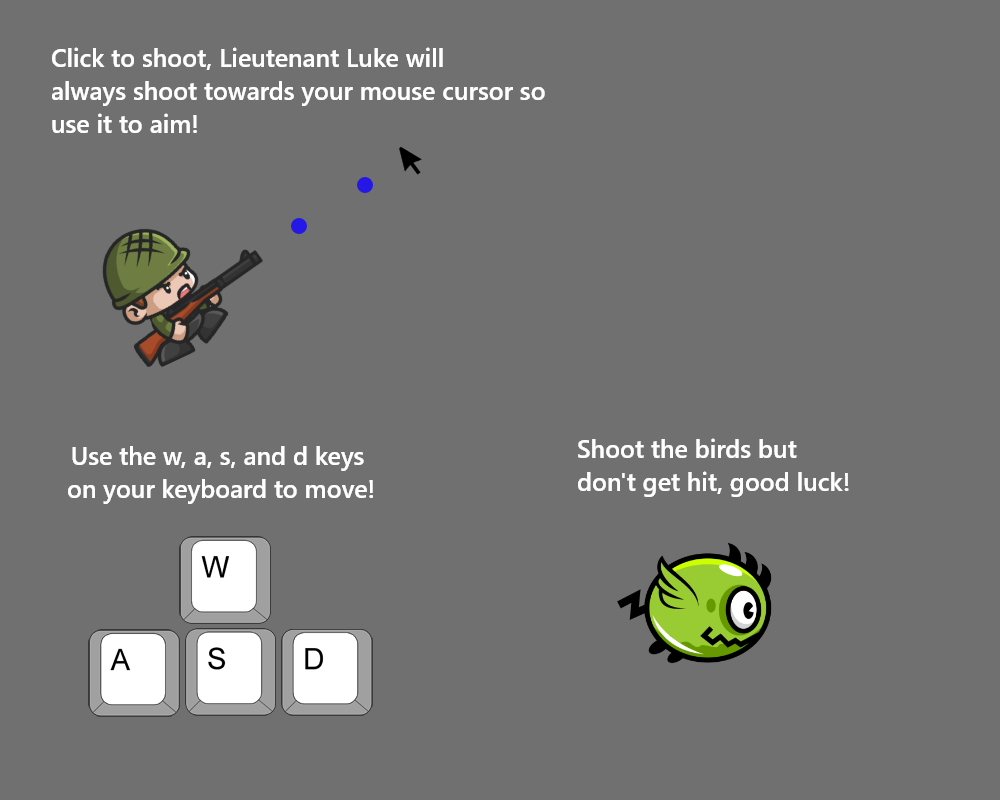 Click to shoot, Lieutenant Luke will
always shoot towards your mouse cursor so
use it to aim!
Use the w, a, s, and d keys
on your keyboard to move!
Shoot the birds but
don't get hit, good luck!
W
A S D